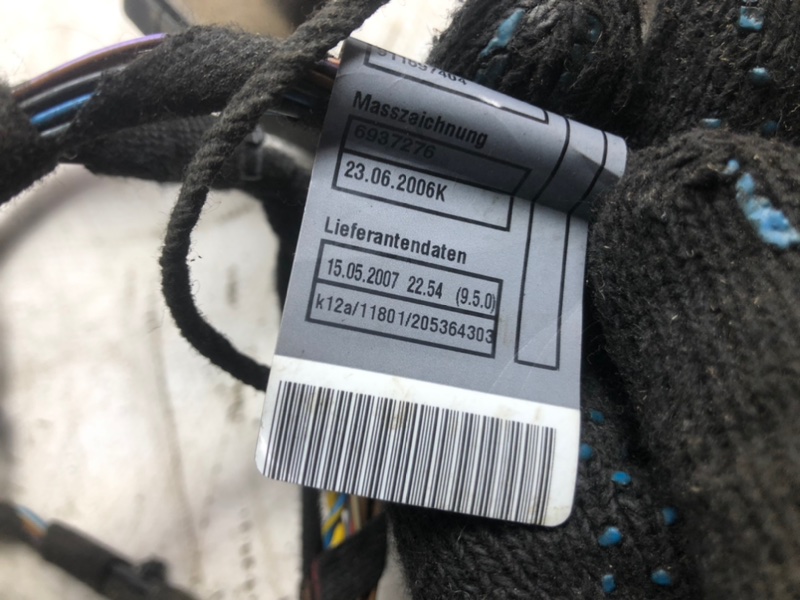 Masszeichnung
6937276
23.06.2006K
Lieferantendaten
15.05.2007 22.54 (9.5.0)
k12a/11801/205364303